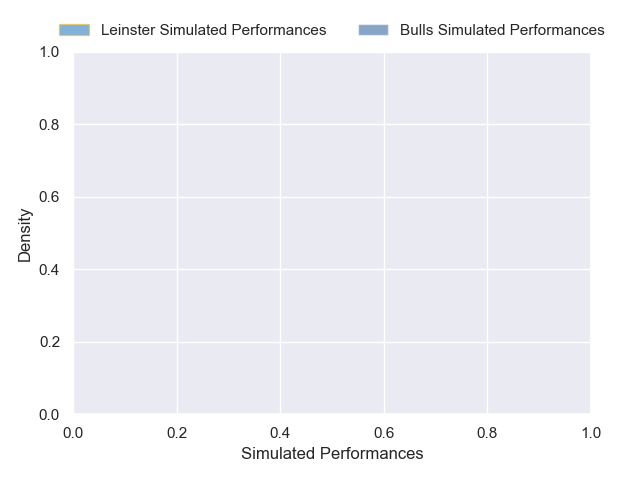 Leinster Simulated Performances
Bulls Simulated Performances
1.0
0.8
0.6
0.4
0.2
0.0
Density
0.0 0.2 0.4 0.6 0.8 1.0
Simulated Performances